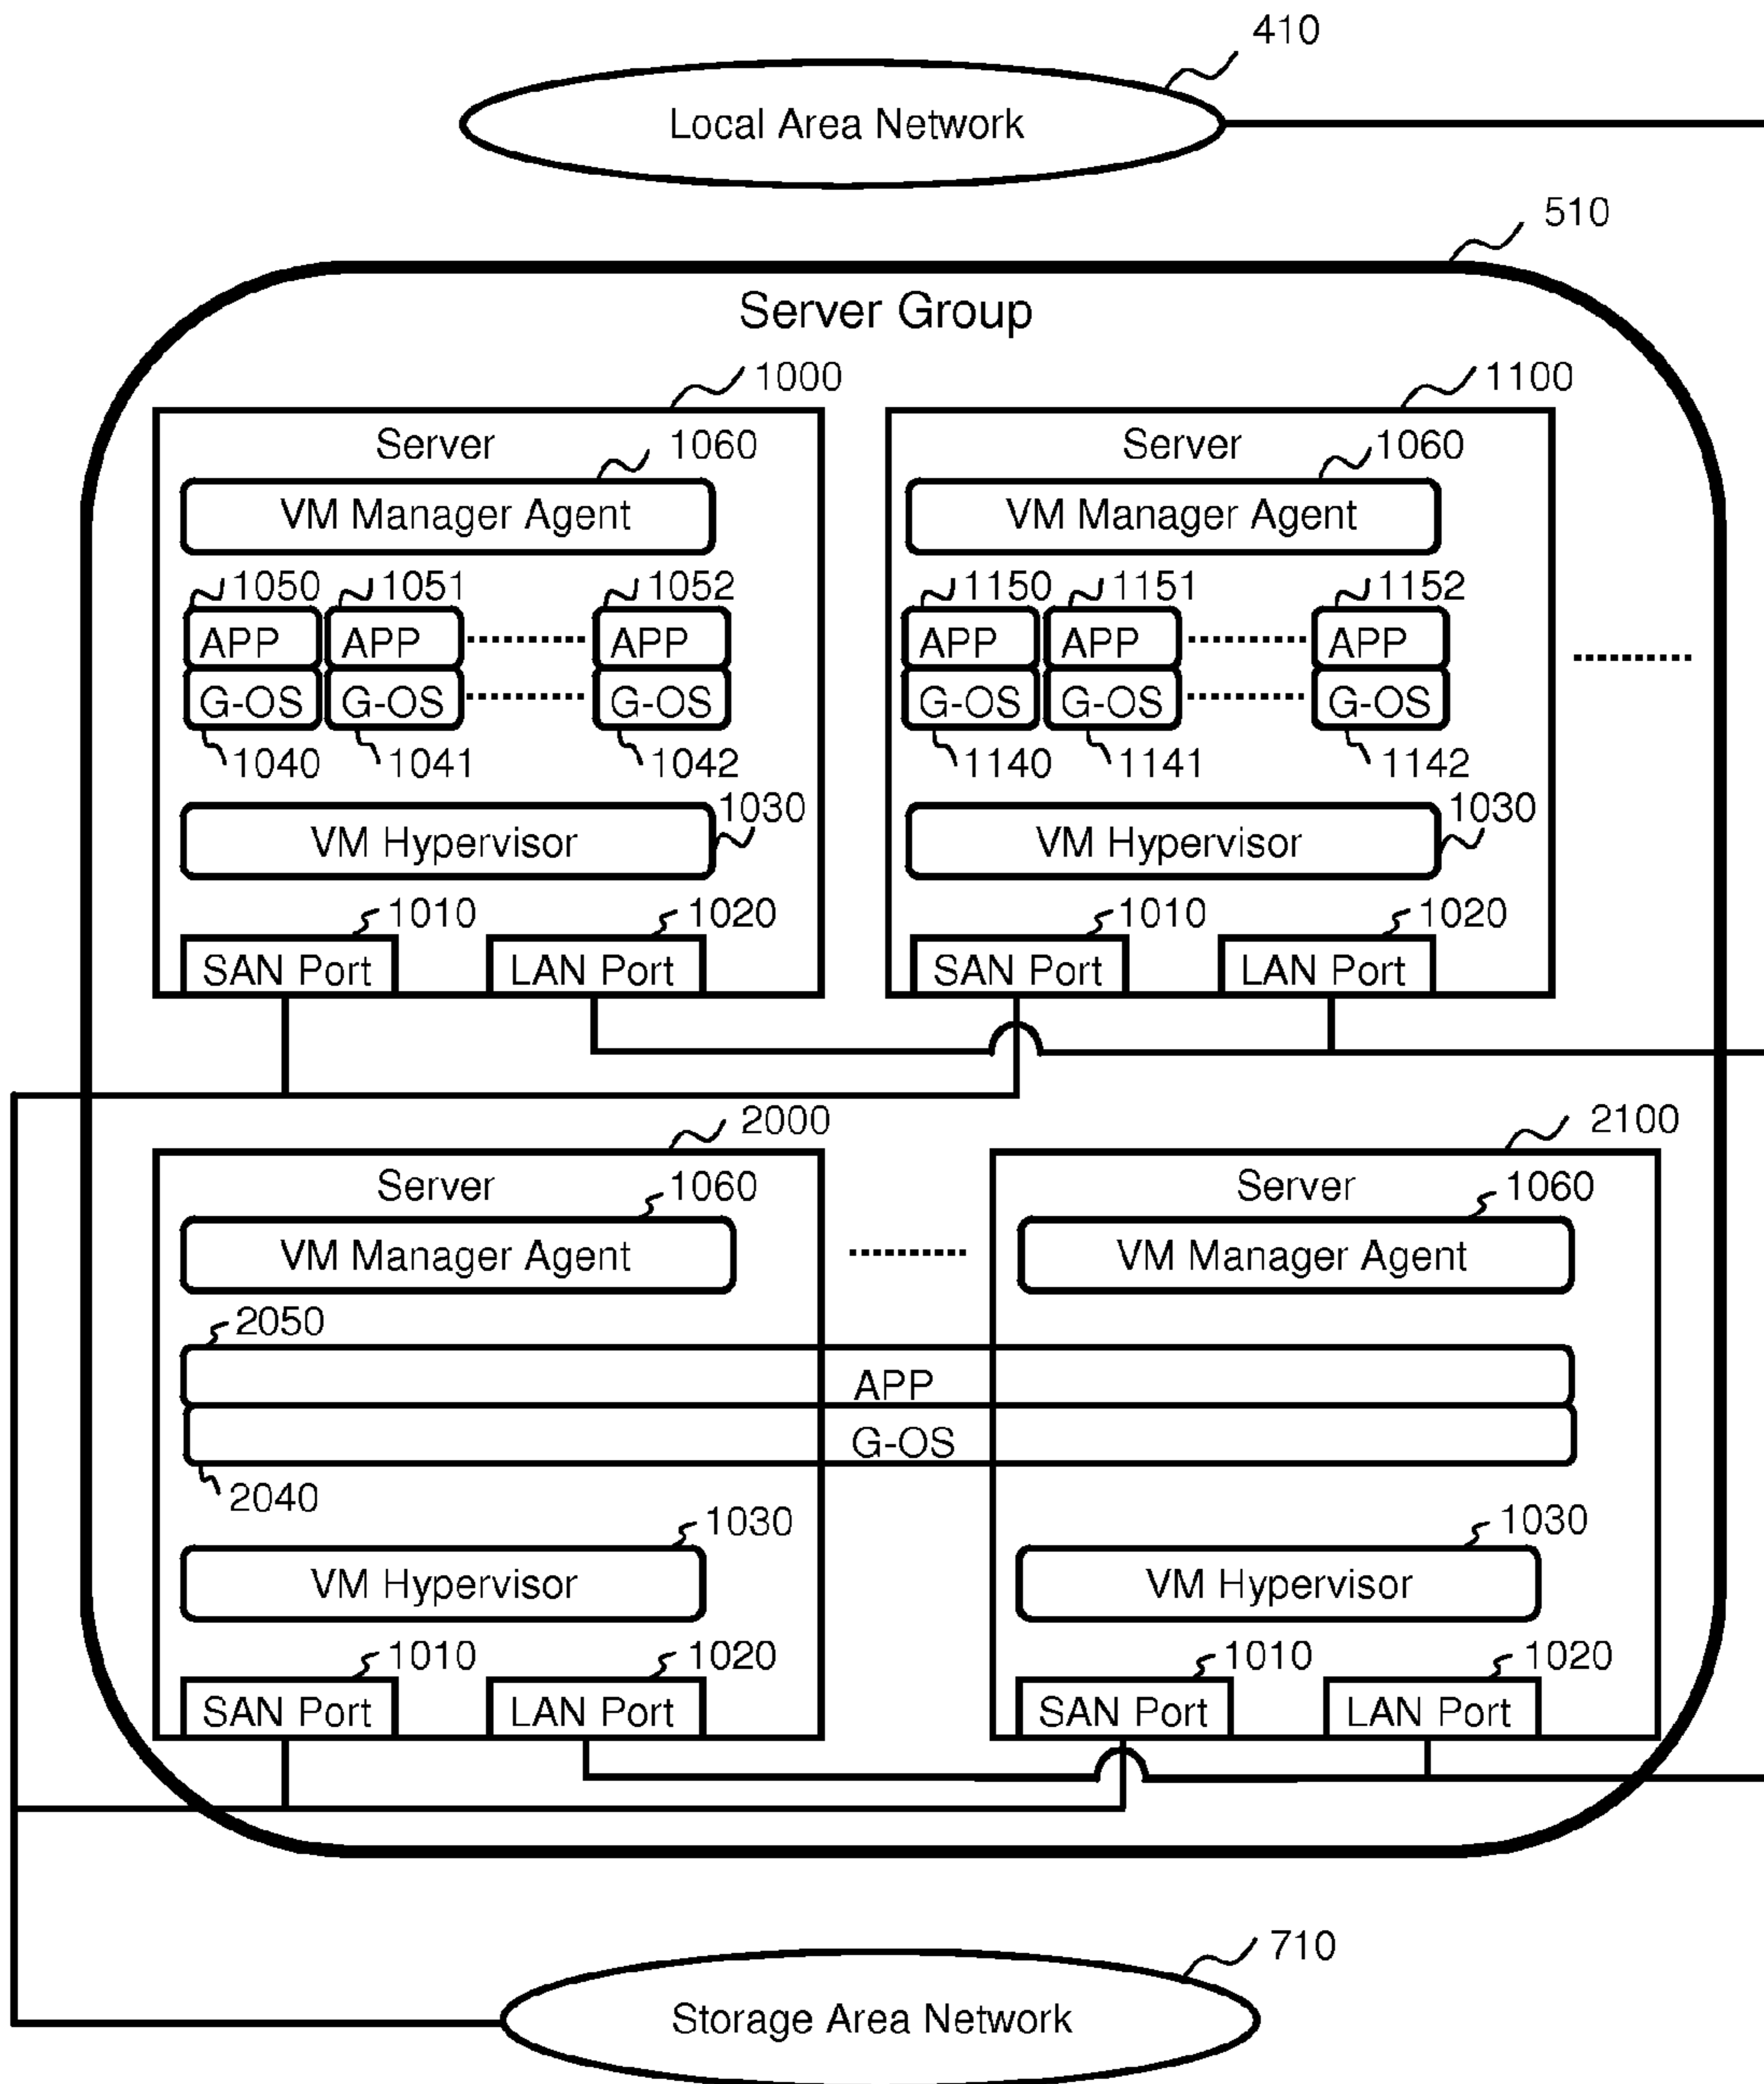 410
Local Area Network
510
Server Group
1000 1100
Server 1060 Server 1060
VM Manager Agent VM Manager Agent
1050 1051 1052 1150 1151 1152
APP APP .......... APP APP APP .......... APP
G-OS G-OS .......... G-OS G-OS G-OS .......... G-OS
1040 1041 1042 1140 1141 1142
1030 1030
VM Hypervisor VM Hypervisor
1010 1020 1010 1020
SAN Port LAN Port SAN Port LAN Port
2000 2100
Server 1060 Server 1060
VM Manager Agent .......... VM Manager Agent
2050
APP
G-OS
2040
1030 1030
VM Hypervisor VM Hypervisor
1010 1020 1010 1020
SAN Port LAN Port SAN Port LAN Port
710
Storage Area Network